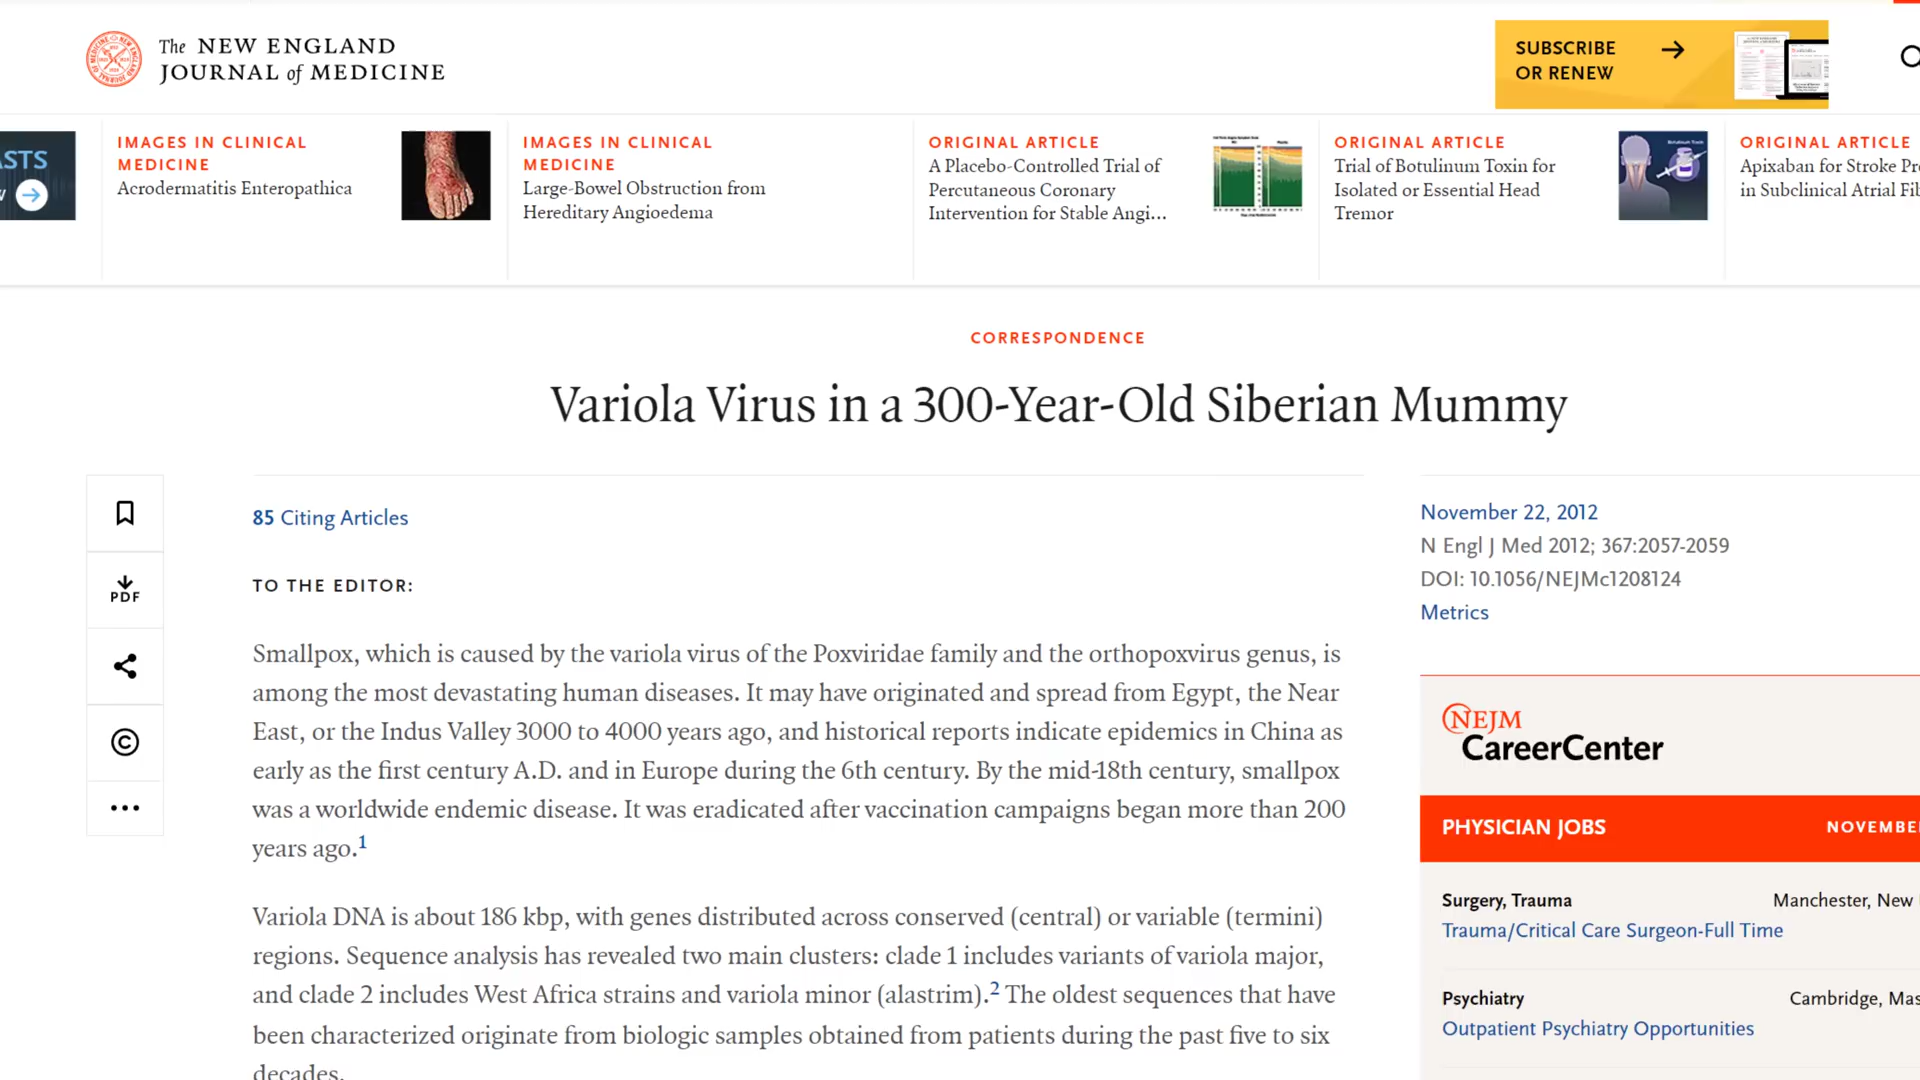 The NEW ENGLAND
JOURNAL of MEDICINE
SUBSCRIBE
OR RENEW
IMAGES IN CLINICAL
MEDICINE
Acrodermatitis Enteropathica
IMAGES IN CLINICAL
MEDICINE
Large-Bowel Obstruction from
Hereditary Angioedema
ORIGINAL ARTICLE
A Placebo-Controlled Trial of
Percutaneous Coronary
Intervention for Stable Angi...
ORIGINAL ARTICLE
Trial of Botulinum Toxin for
Isolated or Essential Head
Tremor
Botulinum Toxin
ORIGINAL ARTICLE
Apixaban for Stroke Pr
in Subclinical Atrial Fi
CORRESPONDENCE
Variola Virus in a 300-Year-Old Siberian Mummy
85 Citing Articles
TO THE EDITOR:
Smallpox, which is caused by the variola virus of the Poxviridae family and the orthopoxvirus genus, is
among the most devastating human diseases. It may have originated and spread from Egypt, the Near
East, or the Indus Valley 3000 to 4000 years ago, and historical reports indicate epidemics in China as
early as the first century A.D. and in Europe during the 6th century. By the mid-18th century, smallpox
was a worldwide endemic disease. It was eradicated after vaccination campaigns began more than 200
years ago.1
Variola DNA is about 186 kbp, with genes distributed across conserved (central) or variable (termini)
regions. Sequence analysis has revealed two main clusters: clade 1 includes variants of variola major,
and clade 2 includes West Africa strains and variola minor (alastrim).2 The oldest sequences that have
been characterized originate from biologic samples obtained from patients during the past five to six
decades.
PDF
November 22, 2012
N Engl J Med 2012; 367:2057-2059
DOI: 10.1056/NEJMc1208124
Metrics
NEJM
CareerCenter
PHYSICIAN JOBS NOVEMBE
Surgery, Trauma Manchester, New
Trauma/Critical Care Surgeon-Full Time
Psychiatry Cambridge, Mas
Outpatient Psychiatry Opportunities